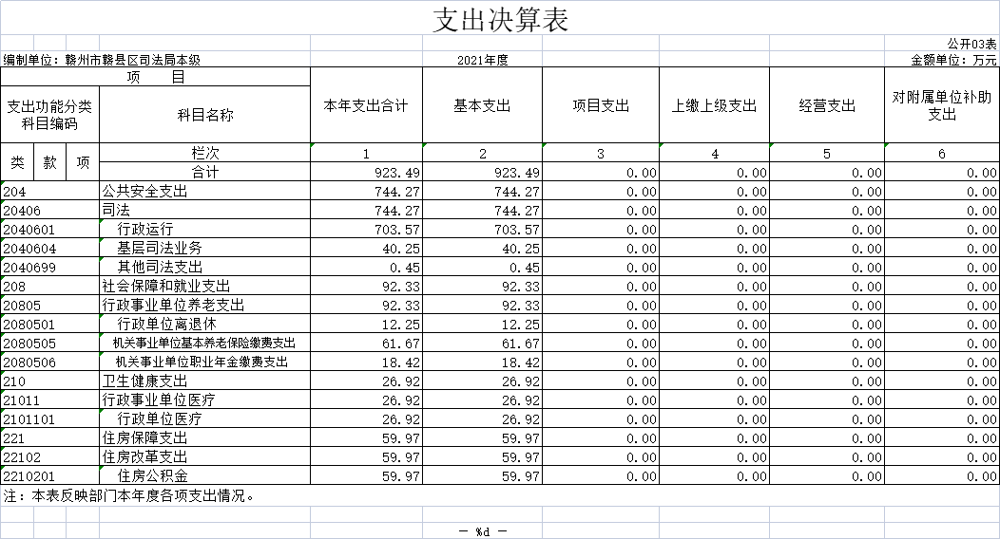 支出决算表
公开03表
编制单位：赣州市赣县区司法局本级 2021年度 金额单位：万元
项 目
支出功能分类科目编码 科目名称 本年支出合计 基本支出 项目支出 上缴上级支出 经营支出 对附属单位补助支出
类 款 项 栏次 1 2 3 4 5 6
合计 923.49 923.49 0.00 0.00 0.00 0.00
204 公共安全支出 744.27 744.27 0.00 0.00 0.00 0.00
20406 司法 744.27 744.27 0.00 0.00 0.00 0.00
2040601 行政运行 703.57 703.57 0.00 0.00 0.00 0.00
2040604 基层司法业务 40.25 40.25 0.00 0.00 0.00 0.00
2040699 其他司法支出 0.45 0.45 0.00 0.00 0.00 0.00
208 社会保障和就业支出 92.33 92.33 0.00 0.00 0.00 0.00
20805 行政事业单位养老支出 92.33 92.33 0.00 0.00 0.00 0.00
2080501 行政单位离退休 12.25 12.25 0.00 0.00 0.00 0.00
2080505 机关事业单位基本养老保险缴费支出 61.67 61.67 0.00 0.00 0.00 0.00
2080506 机关事业单位职业年金缴费支出 18.42 18.42 0.00 0.00 0.00 0.00
210 卫生健康支出 26.92 26.92 0.00 0.00 0.00 0.00
21011 行政事业单位医疗 26.92 26.92 0.00 0.00 0.00 0.00
2101101 行政单位医疗 26.92 26.92 0.00 0.00 0.00 0.00
221 住房保障支出 59.97 59.97 0.00 0.00 0.00 0.00
22102 住房改革支出 59.97 59.97 0.00 0.00 0.00 0.00
2210201 住房公积金 59.97 59.97 0.00 0.00 0.00 0.00
注：本表反映部门本年度各项支出情况。
— %d —